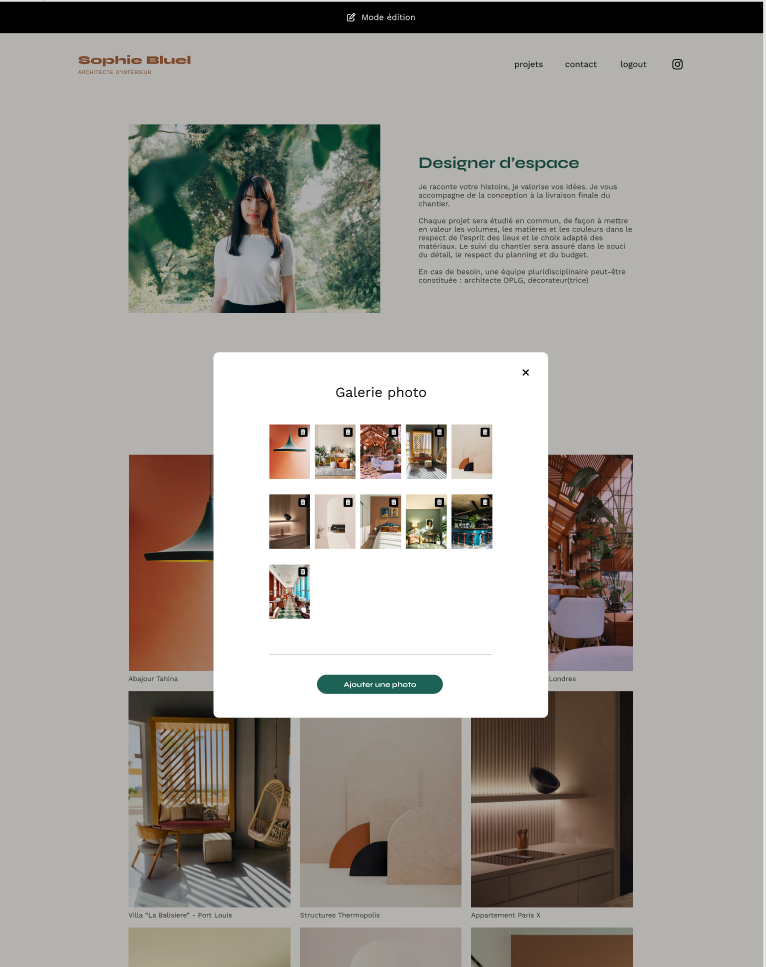 Mode édition
Sophie Bluel
ARCHITECTE D'INTÉRIEUR
projets
contact
logout
Designer d'espace
Je raconte votre histoire, je valorise vos idées. Je vous
accompagne de la conception à la livraison finale du
chantier.
Chaque projet sera étudié en commun, de façon à mettre
en valeur les volumes, les matières et les couleurs dans le
respect de l'esprit des lieux et le choix adapté des
matériaux. Le suivi du chantier sera assuré dans le souci
du détail, le respect du planning et du budget.
En cas de besoin, une équipe pluridisciplinaire peut-être
constituée : architecte DPLG, décorateur(trice)
Galerie photo
Ajouter une photo
Abajour Tahina
Londres
Villa "La Balisiere" - Port Louis
Structures Thermopolis
Appartement Paris X